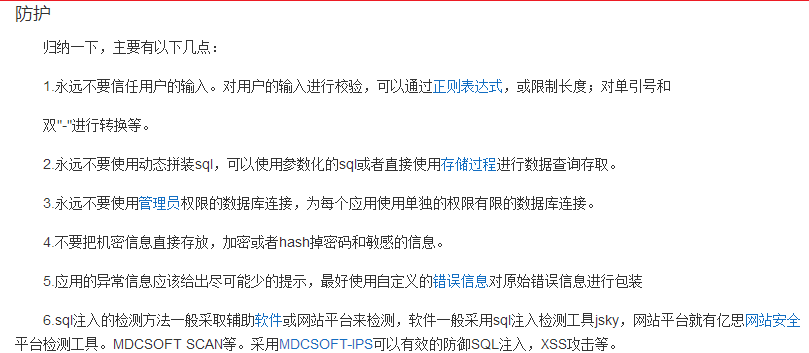 防护
归纳一下，主要有以下几点：
1.永远不要信任用户的输入。对用户的输入进行校验，可以通过正则表达式，或限制长度；对单引号和
双"-"进行转换等。
2.永远不要使用动态拼装sql，可以使用参数化的sql或者直接使用存储过程进行数据查询存取。
3.永远不要使用管理员权限的数据库连接，为每个应用使用单独的权限有限的数据库连接。
4.不要把机密信息直接存放，加密或者hash掉密码和敏感的信息。
5.应用的异常信息应该给出尽可能少的提示，最好使用自定义的错误信息对原始错误信息进行包装
6.sql注入的检测方法一般采取辅助软件或网站平台来检测，软件一般采用sql注入检测工具jsky，网站平台就有亿思网站安全
平台检测工具。MDCSOFT SCAN等。采用MDCSOFT-IPS可以有效的防御SQL注入，XSS攻击等。